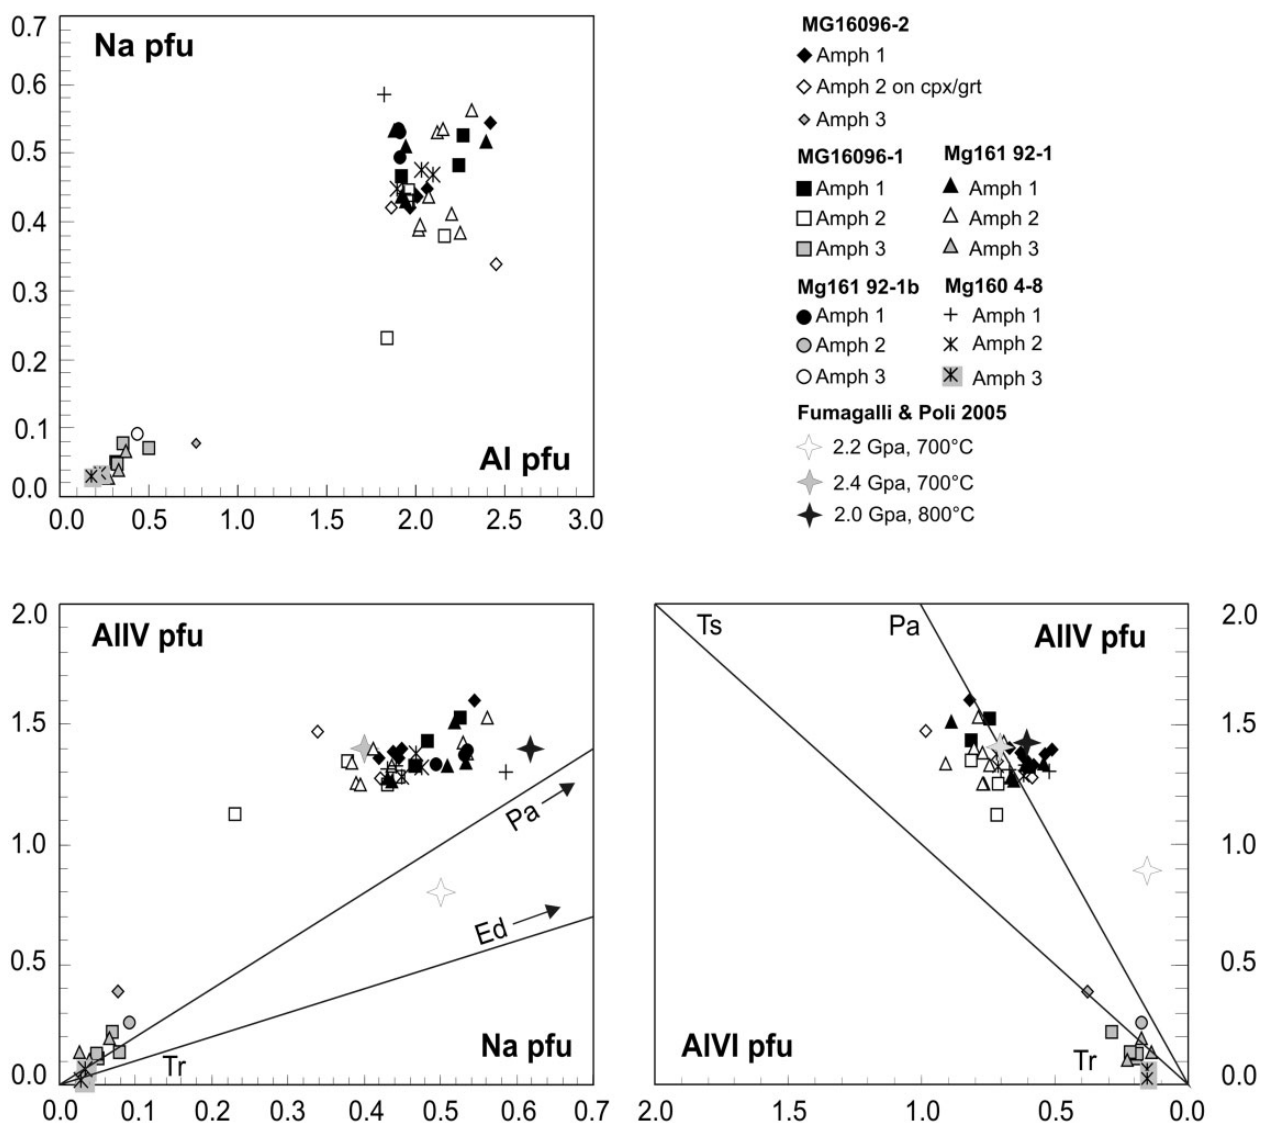 Na pfu
0.7
0.6
0.5
0.4
0.3
0.2
0.1
0.0
Al pfu
0.0 0.5 1.0 1.5 2.0 2.5 3.0
MG16096-2
Amph 1
Amph 2 on cpx/grt
Amph 3
MG16096-1
Amph 1
Amph 2
Amph 3
Mg161 92-1
Amph 1
Amph 2
Amph 3
Mg161 92-1b
Amph 1
Amph 2
Amph 3
Mg160 4-8
Amph 1
Amph 2
Amph 3
Fumagalli & Poli 2005
2.2 Gpa, 700°C
2.4 Gpa, 700°C
2.0 Gpa, 800°C
AlIV pfu
2.0
1.5
1.0
0.5
0.0
Pa
Ed
Tr
Na pfu
0.0 0.1 0.2 0.3 0.4 0.5 0.6 0.7
Ts
Pa
AlIV pfu
2.0
1.5
1.0
0.5
0.0
AlVI pfu
Tr
2.0 1.5 1.0 0.5 0.0